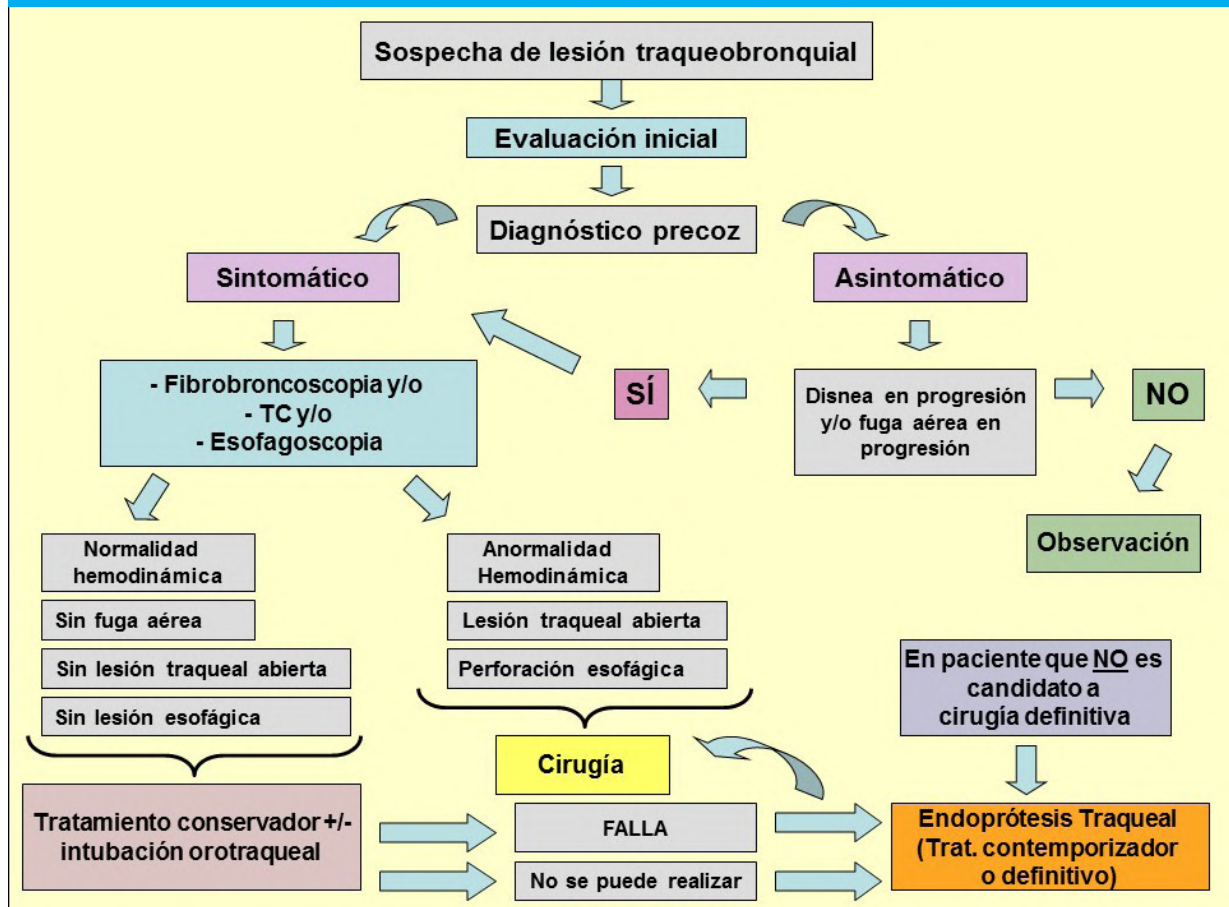 Sospecha de lesión traqueobronquial
Evaluación inicial
Diagnóstico precoz
Sintomático
Asintomático
- Fibrobroncoscopia y/o
- TC y/o
- Esofagoscopia
SÍ
Disnea en progresión
y/o fuga aérea en
progresión
NO
Observación
Normalidad
hemodinámica
Sin fuga aérea
Sin lesión traqueal abierta
Sin lesión esofágica
Anormalidad
Hemodinámica
Lesión traqueal abierta
Perforación esofágica
En paciente que NO es
candidato a
cirugía definitiva
Cirugía
Tratamiento conservador +/-
intubación orotraqueal
FALLA
No se puede realizar
Endoprótesis Traqueal
(Trat. contemporizador
o definitivo)